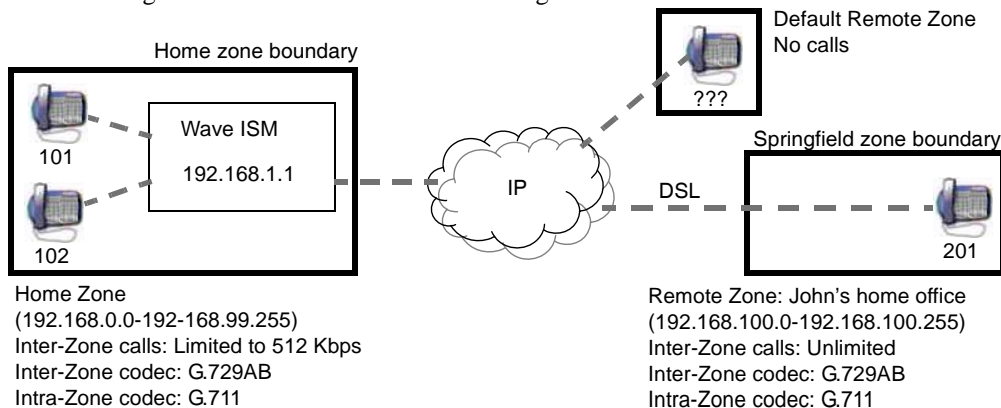 Default Remote Zone
No calls
???
Home zone boundary
Wave ISM
192.168.1.1
101
102
IP
DSL
Springfield zone boundary
201
Home Zone
(192.168.0.0-192-168.99.255)
Inter-Zone calls: Limited to 512 Kbps
Inter-Zone codec: G.729AB
Intra-Zone codec: G.711
Remote Zone: John's home office
(192.168.100.0-192.168.100.255)
Inter-Zone calls: Unlimited
Inter-Zone codec: G.729AB
Intra-Zone codec: G.711